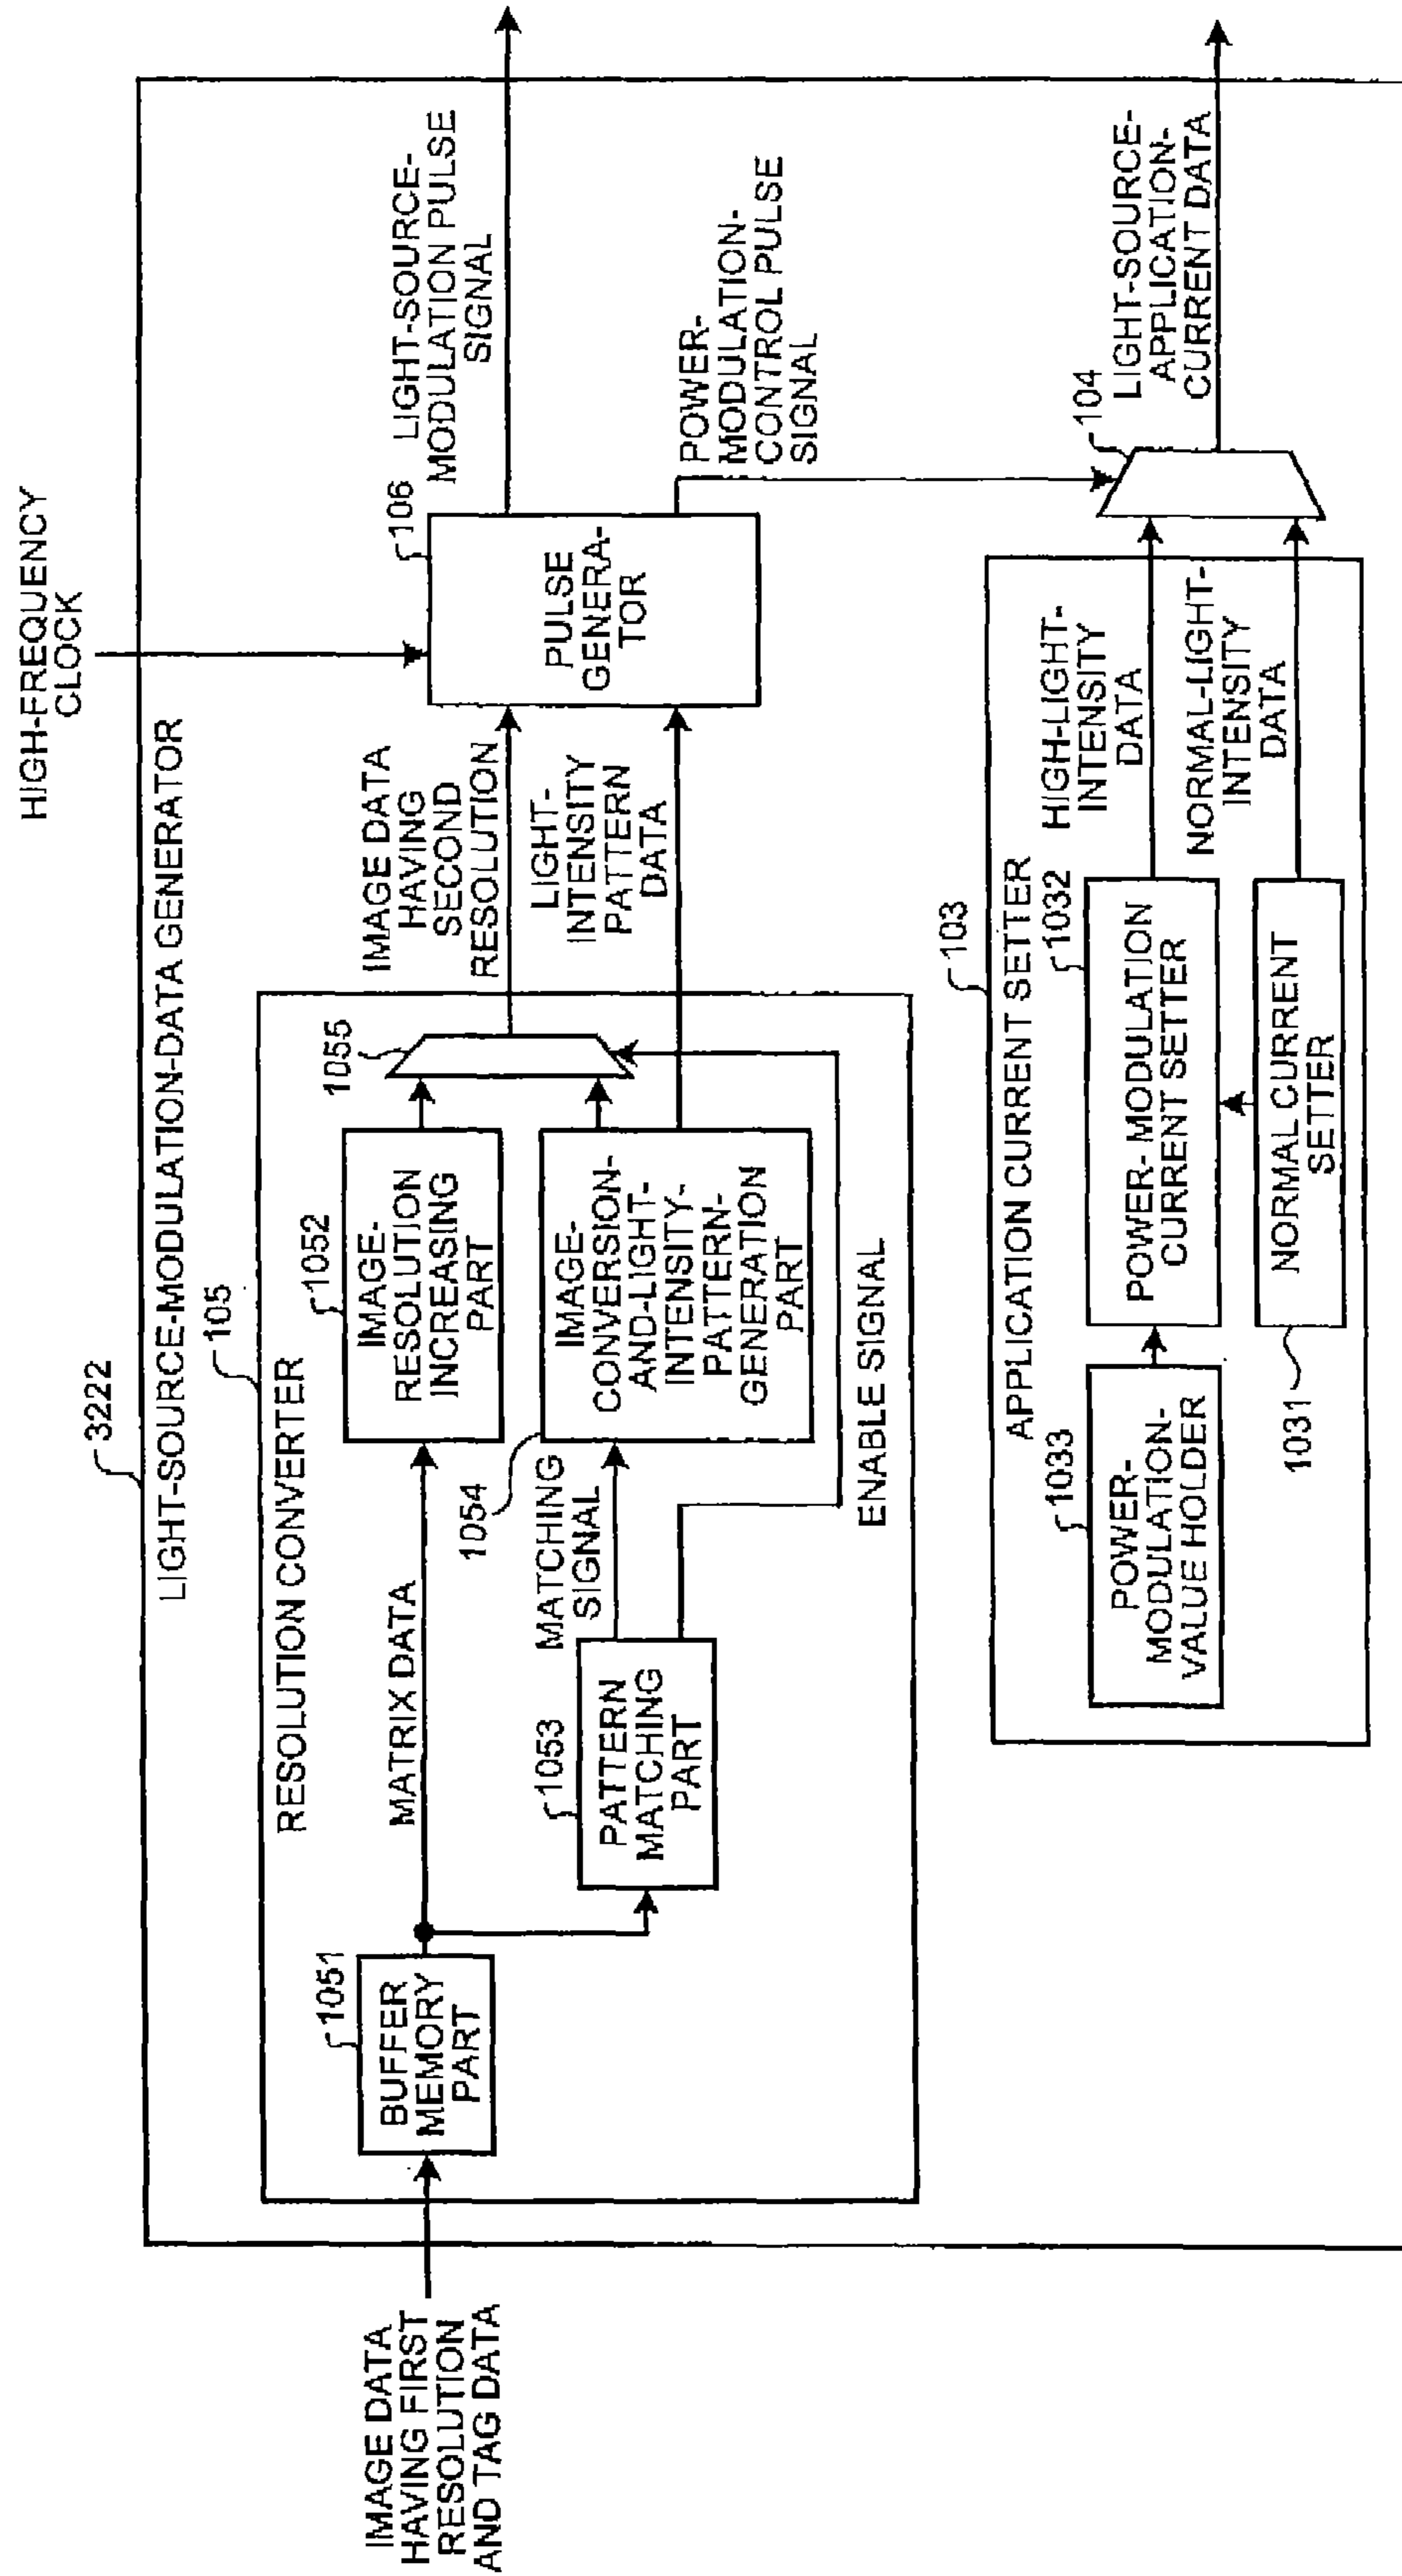 HIGH-FREQUENCY
CLOCK
3222
LIGHT-SOURCE-MODULATION-DATA GENERATOR
105
RESOLUTION CONVERTER
IMAGE DATA
HAVING FIRST
RESOLUTION
AND TAG DATA
1051
BUFFER
MEMORY
PART
MATRIX DATA
1052
IMAGE-
RESOLUTION
INCREASING
PART
1053
PATTERN
MATCHING
PART
MATCHING
SIGNAL
1054
IMAGE-
CONVERSION-
AND-LIGHT-
INTENSITY-
PATTERN-
GENERATION
PART
1055
ENABLE SIGNAL
IMAGE DATA
HAVING
SECOND
RESOLUTION
LIGHT-
INTENSITY
PATTERN
DATA
106
PULSE
GENERA-
TOR
LIGHT-SOURCE-
MODULATION PULSE
SIGNAL
POWER-
MODULATION-
CONTROL PULSE
SIGNAL
103
APPLICATION CURRENT SETTER
1033
POWER-
MODULATION-
VALUE HOLDER
1032
POWER- MODULATION
CURRENT SETTER
1031
NORMAL CURRENT
SETTER
HIGH-LIGHT-
INTENSITY
DATA
NORMAL-LIGHT-
INTENSITY
DATA
104
LIGHT-SOURCE-
APPLICATION-
CURRENT DATA